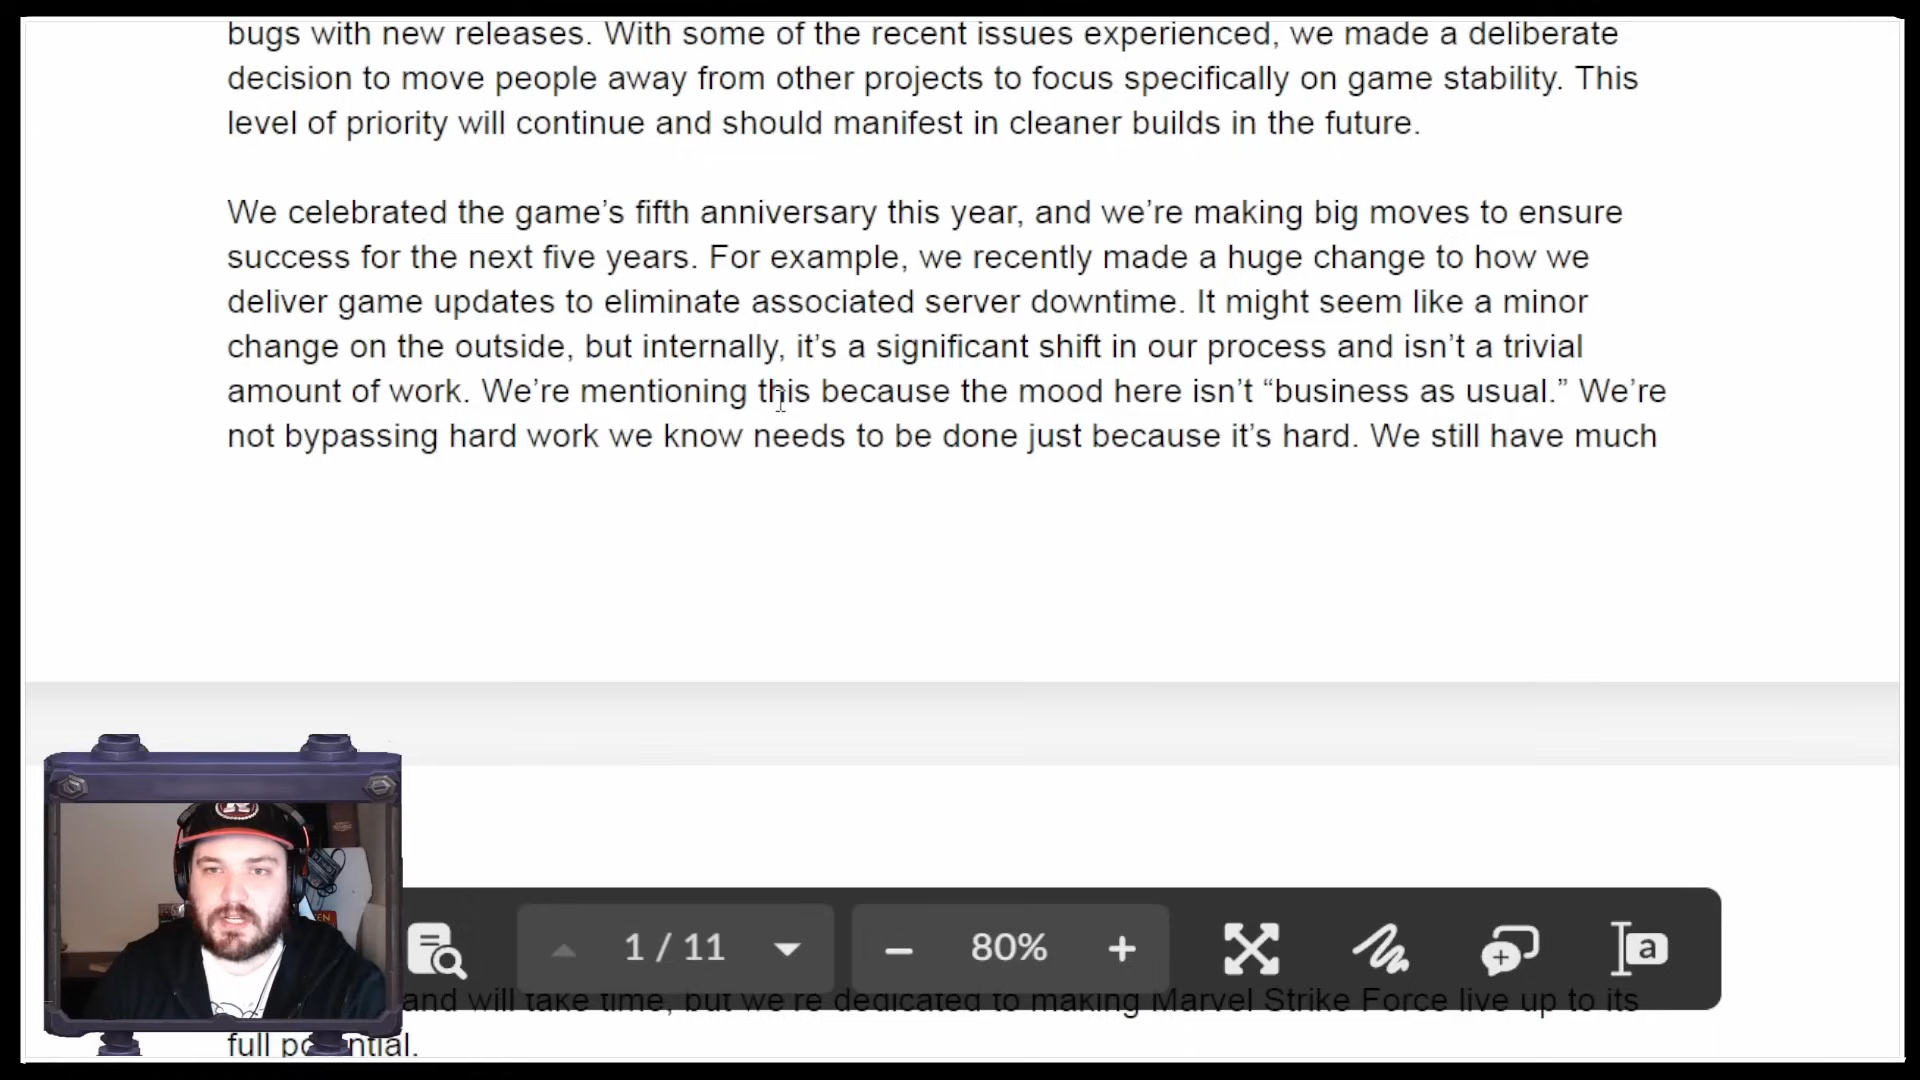 bugs with new releases. With some of the recent issues experienced, we made a deliberate
decision to move people away from other projects to focus specifically on game stability. This
level of priority will continue and should manifest in cleaner builds in the future.
We celebrated the game’s fifth anniversary this year, and we’re making big moves to ensure
success for the next five years. For example, we recently made a huge change to how we
deliver game updates to eliminate associated server downtime. It might seem like a minor
change on the outside, but internally, it’s a significant shift in our process and isn’t a trivial
amount of work. We’re mentioning this because the mood here isn’t “business as usual.” We’re
not bypassing hard work we know needs to be done just because it’s hard. We still have much
1 / 11
80%
a
and will take time, but we’re dedicated to making Marvel Strike Force live up to its
full